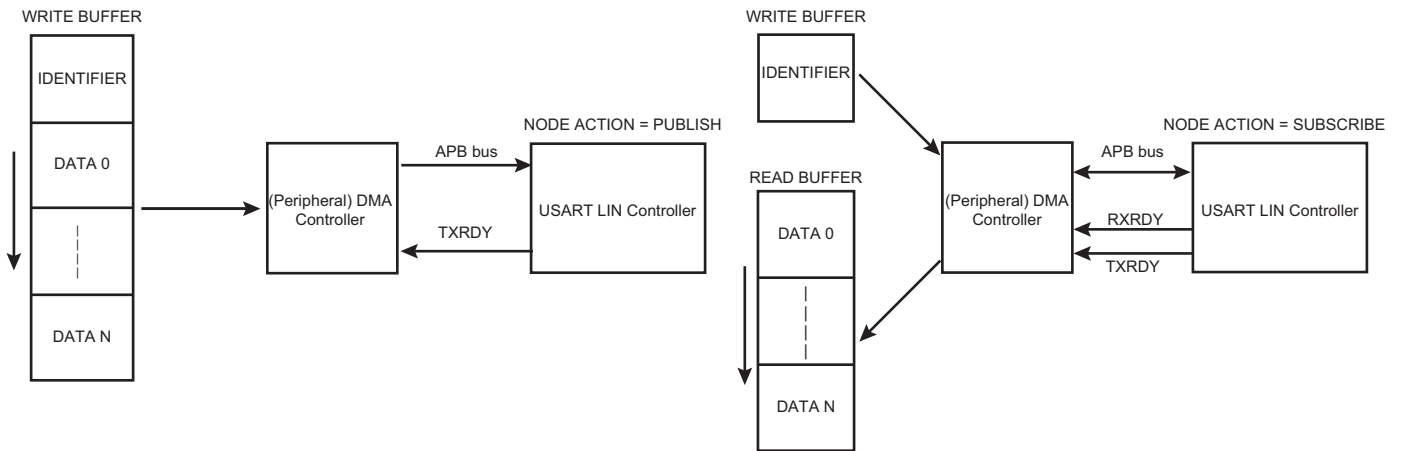 WRITE BUFFER
IDENTIFIER
DATA 0
DATA N
(Peripheral) DMA
Controller
APB bus
TXRDY
NODE ACTION = PUBLISH
USART LIN Controller
WRITE BUFFER
IDENTIFIER
READ BUFFER
DATA 0
DATA N
(Peripheral) DMA
Controller
APB bus
RXRDY
TXRDY
NODE ACTION = SUBSCRIBE
USART LIN Controller